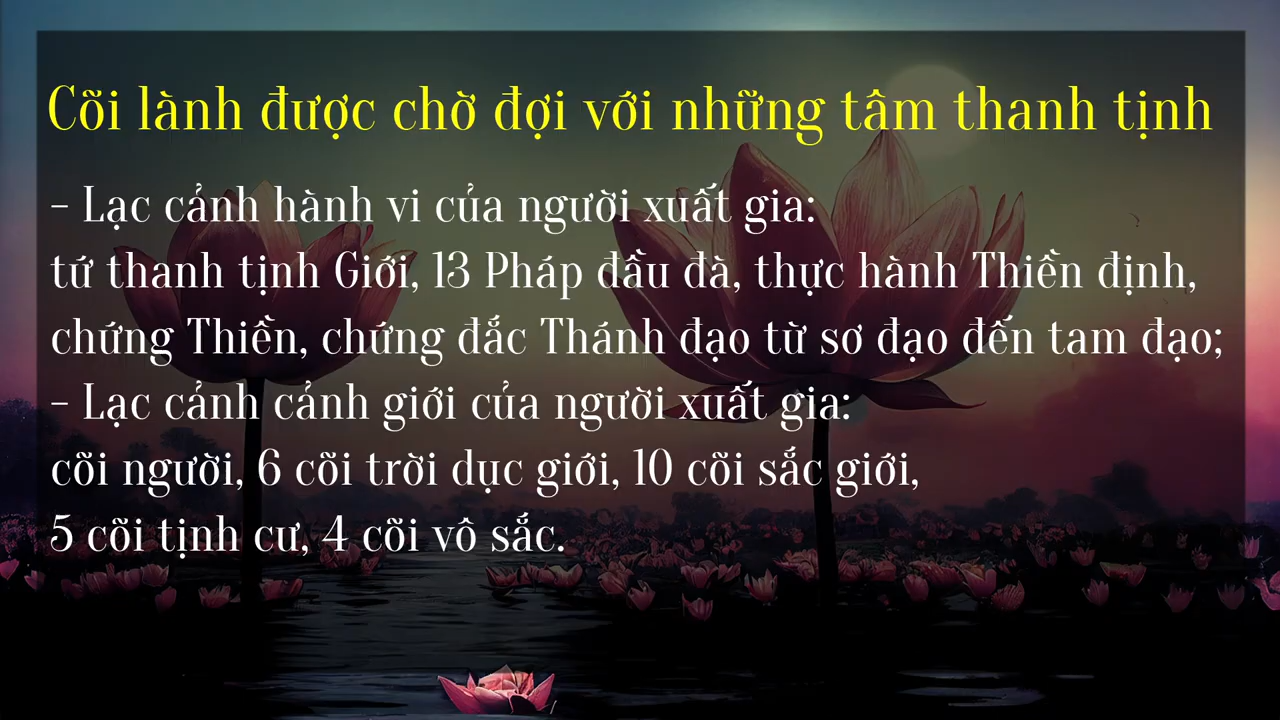 Cõi lành được chờ đợi với những tâm thanh tịnh
- Lạc cảnh hành vi của người xuất gia:
tứ thanh tịnh Giới, 13 Pháp đầu đà, thực hành Thiền định,
chứng Thiền, chứng đắc Thánh đạo từ sơ đạo đến tam đạo;
- Lạc cảnh cảnh giới của người xuất gia:
cõi người, 6 cõi trời dục giới, 10 cõi sắc giới,
5 cõi tịnh cư, 4 cõi vô sắc.